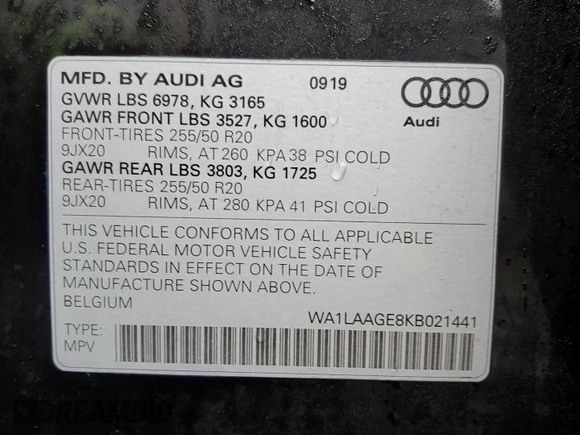 MFD. BY AUDI AG 0919
GVWR LBS 6978, KG 3165
GAWR FRONT LBS 3527, KG 1600
FRONT-TIRES 255/50 R20
9JX20 RIMS, AT 260 KPA 38 PSI COLD
GAWR REAR LBS 3803, KG 1725
REAR-TIRES 255/50 R20
9JX20 RIMS, AT 280 KPA 41 PSI COLD
Audi
THIS VEHICLE CONFORMS TO ALL APPLICABLE
U.S. FEDERAL MOTOR VEHICLE SAFETY
STANDARDS IN EFFECT ON THE DATE OF
MANUFACTURE SHOWN ABOVE.
BELGIUM WA1LAAGE8KB021441
TYPE:
MPV
DREAMBID